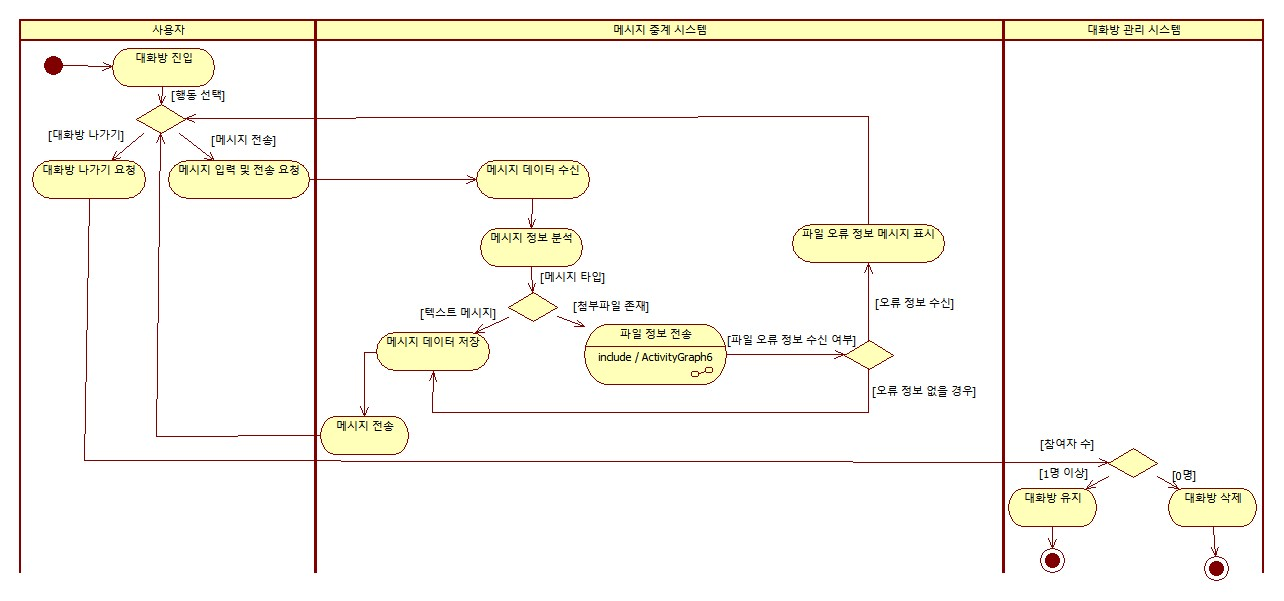 사용자
메시지 중계 시스템
대화방 관리 시스템
대화방 진입
[행동 선택]
[대화방 나가기]
[메시지 전송]
대화방 나가기 요청
메시지 입력 및 전송 요청
메시지 데이터 수신
메시지 정보 분석
파일 오류 정보 메시지 표시
[메시지 타입]
[텍스트 메시지]
[첨부파일 존재]
[오류 정보 수신]
메시지 데이터 저장
파일 정보 전송
include / ActivityGraph6
[파일 오류 정보 수신 여부]
[오류 정보 없을 경우]
메시지 전송
[참여자 수]
[1명 이상]
[0명]
대화방 유지
대화방 삭제